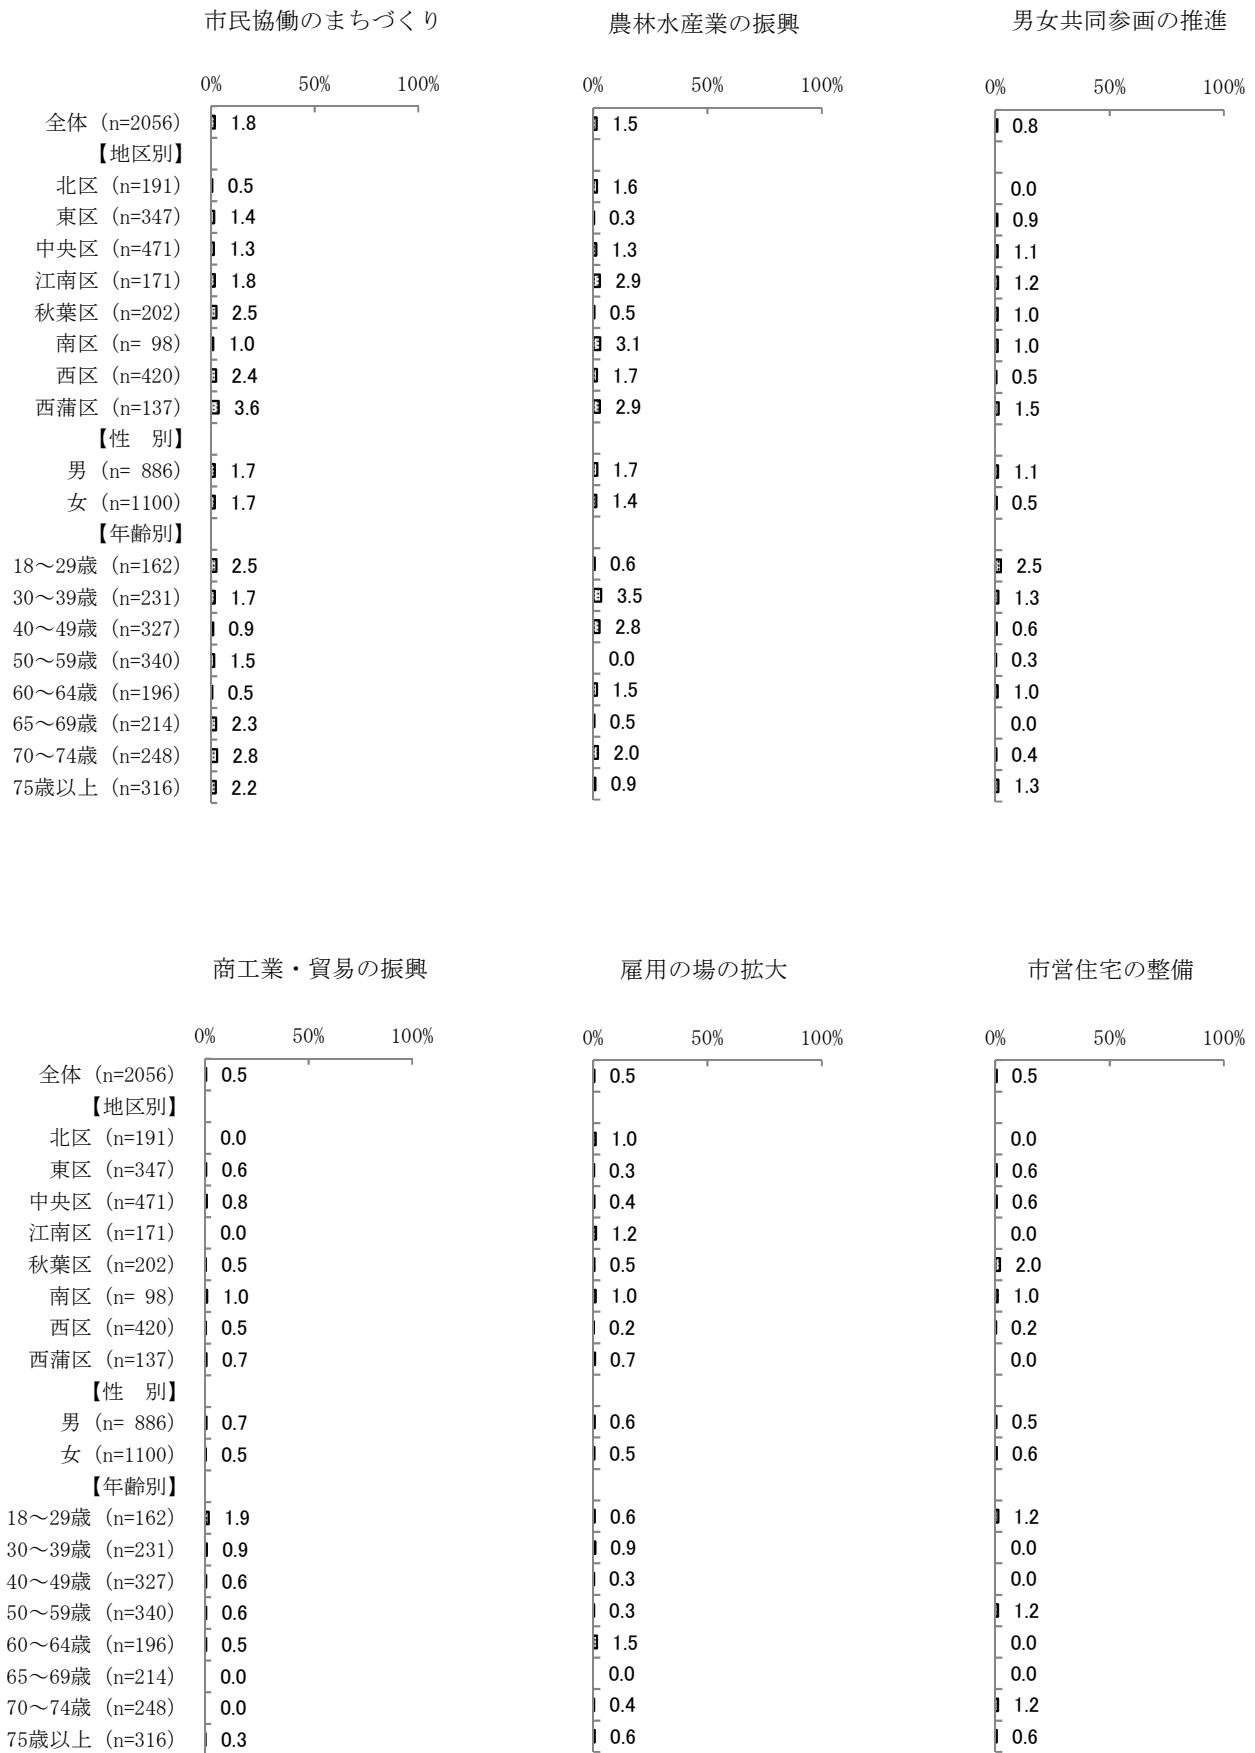 市民協働のまちづくり 農林水産業の振興 男女共同参画の推進
0% 50% 100% 0% 50% 100% 0% 50% 100%
全体 (n=2056) 1.8 1.5 0.8
【地区別】
北区 (n=191) 0.5 1.6 0.0
東区 (n=347) 1.4 0.3 0.9
中央区 (n=471) 1.3 1.3 1.1
江南区 (n=171) 1.8 2.9 1.2
秋葉区 (n=202) 2.5 0.5 1.0
南区 (n= 98) 1.0 3.1 1.0
西区 (n=420) 2.4 1.7 0.5
西蒲区 (n=137) 3.6 2.9 1.5
【性　別】
男 (n= 886) 1.7 1.7 1.1
女 (n=1100) 1.7 1.4 0.5
【年齢別】
18～29歳 (n=162) 2.5 0.6 2.5
30～39歳 (n=231) 1.7 3.5 1.3
40～49歳 (n=327) 0.9 2.8 0.6
50～59歳 (n=340) 1.5 0.0 0.3
60～64歳 (n=196) 0.5 1.5 1.0
65～69歳 (n=214) 2.3 0.5 0.0
70～74歳 (n=248) 2.8 2.0 0.4
75歳以上 (n=316) 2.2 0.9 1.3
商工業・貿易の振興 雇用の場の拡大 市営住宅の整備
0% 50% 100% 0% 50% 100% 0% 50% 100%
全体 (n=2056) 0.5 0.5 0.5
【地区別】
北区 (n=191) 0.0 1.0 0.0
東区 (n=347) 0.6 0.3 0.6
中央区 (n=471) 0.8 0.4 0.6
江南区 (n=171) 0.0 1.2 0.0
秋葉区 (n=202) 0.5 0.5 2.0
南区 (n= 98) 1.0 1.0 1.0
西区 (n=420) 0.5 0.2 0.2
西蒲区 (n=137) 0.7 0.7 0.0
【性　別】
男 (n= 886) 0.7 0.6 0.5
女 (n=1100) 0.5 0.5 0.6
【年齢別】
18～29歳 (n=162) 1.9 0.6 1.2
30～39歳 (n=231) 0.9 0.9 0.0
40～49歳 (n=327) 0.6 0.3 0.0
50～59歳 (n=340) 0.6 0.3 1.2
60～64歳 (n=196) 0.5 1.5 0.0
65～69歳 (n=214) 0.0 0.0 0.0
70～74歳 (n=248) 0.0 0.4 1.2
75歳以上 (n=316) 0.3 0.6 0.6